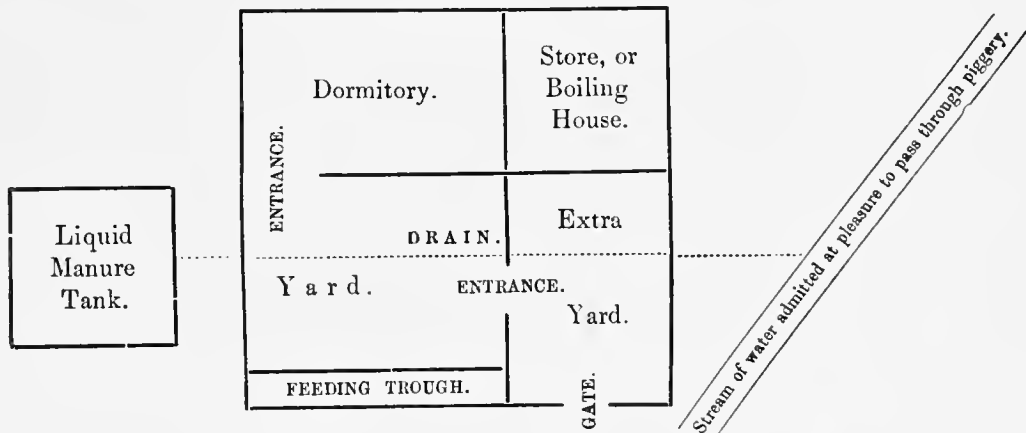 Dormitory.
Store, or
Boiling
House.
ENTRANCE.
Liquid
Manure
Tank.
DRAIN.
Extra
Yard.
ENTRANCE.
Yard.
FEEDING TROUGH.
GATE.
Stream of water admitted at pleasure to pass through piggery.